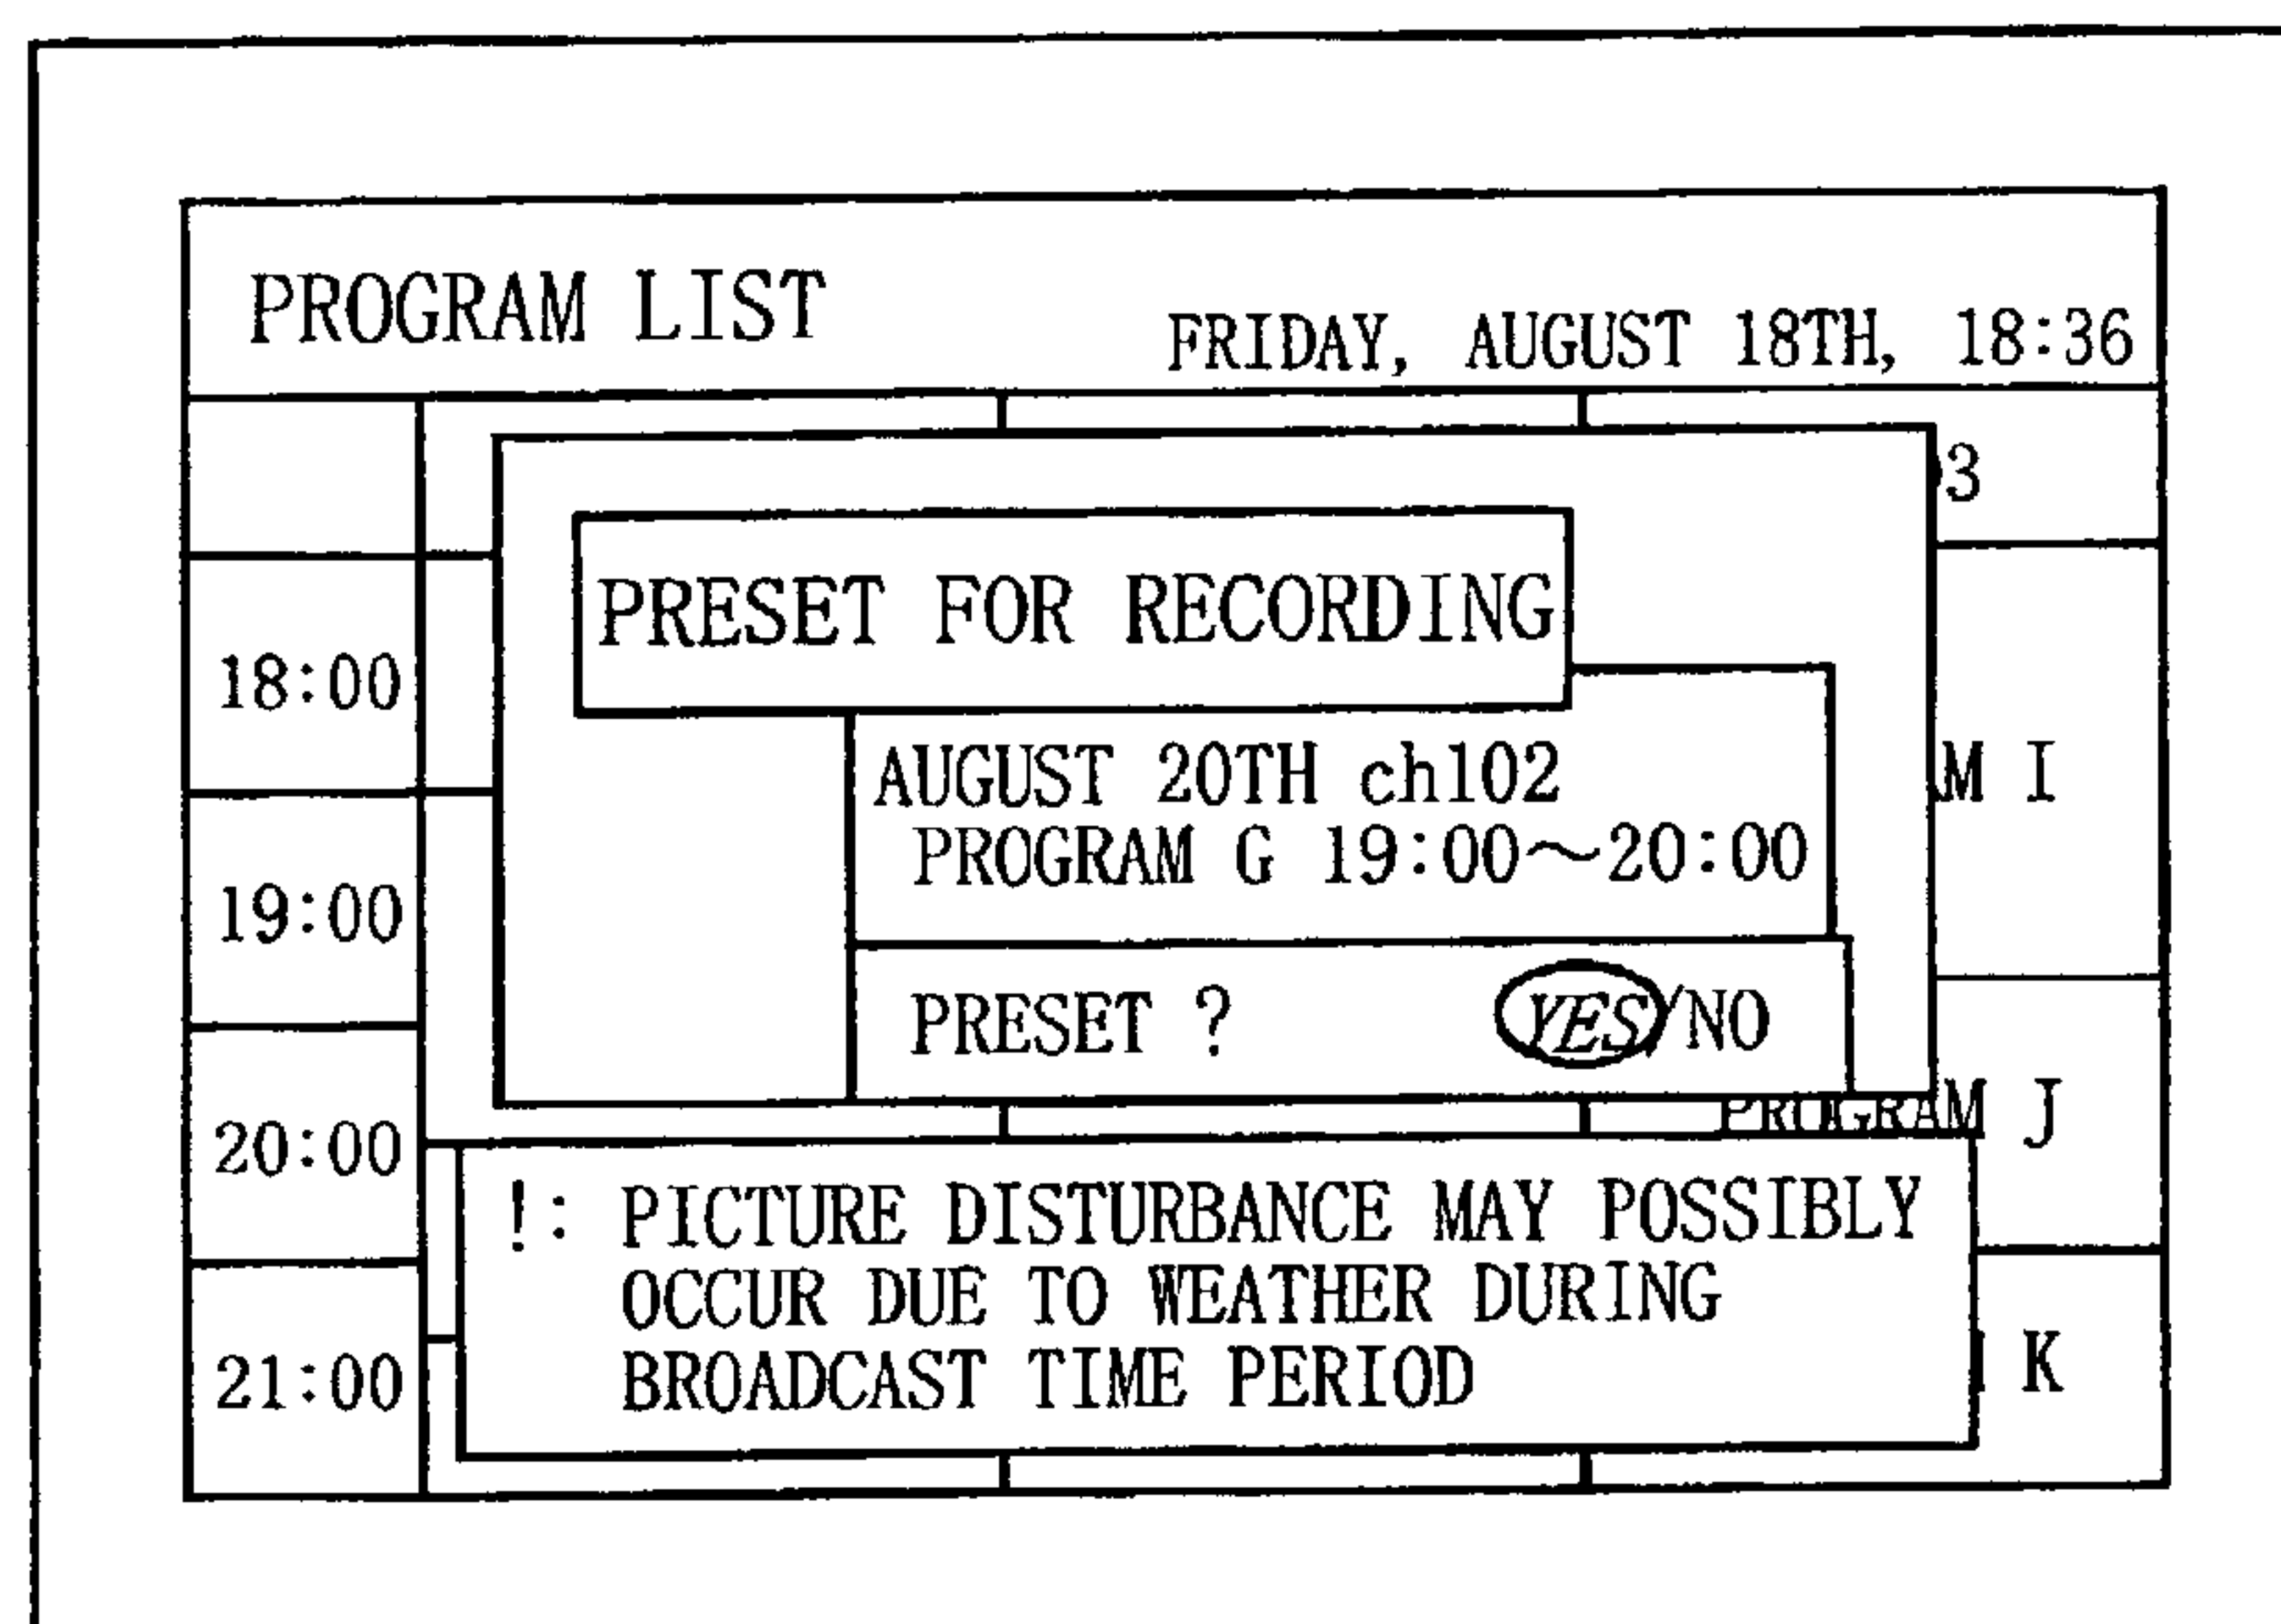 PROGRAM LIST
FRIDAY, AUGUST 18TH, 18:36
3
PRESET FOR RECORDING
18:00
AUGUST 20TH ch102
M I
PROGRAM G 19:00〜20:00
19:00
PRESET ? YES/NO
PROGRAM J
20:00
!: PICTURE DISTURBANCE MAY POSSIBLY
OCCUR DUE TO WEATHER DURING
BROADCAST TIME PERIOD
21:00
K